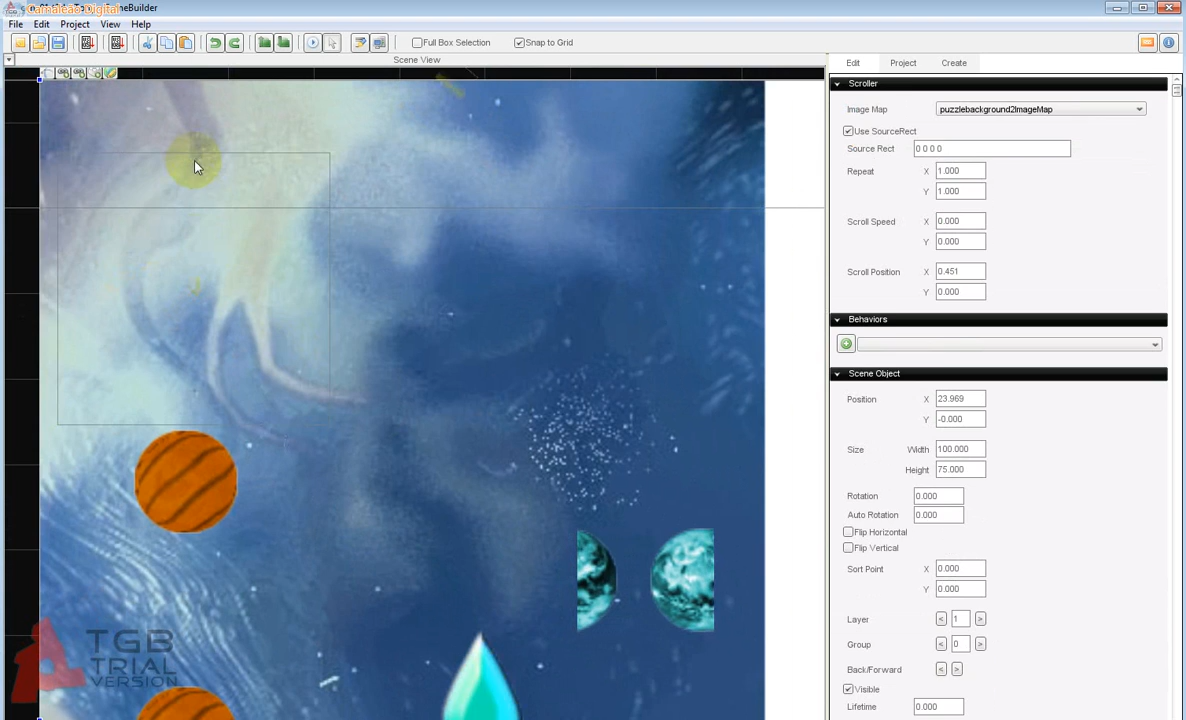 Camaleão Digital
eBuilder
File Edit Project View Help
Full Box Selection
Snap to Grid
Scene View
Edit Project Create
Scroller
Image Map puzzlebackground2ImageMap
Use SourceRect
Source Rect 0 0 0 0
Repeat X 1.000
Y 1.000
Scroll Speed X 0.000
Y 0.000
Scroll Position X 0.451
Y 0.000
Behaviors
Scene Object
Position X 23.969
Y -0.000
Size Width 100.000
Height 75.000
Rotation 0.000
Auto Rotation 0.000
Flip Horizontal
Flip Vertical
Sort Point X 0.000
Y 0.000
Layer < 1 >
Group < 0 >
Back/Forward < >
Visible
Lifetime 0.000
TGB
TRIAL
VERSION